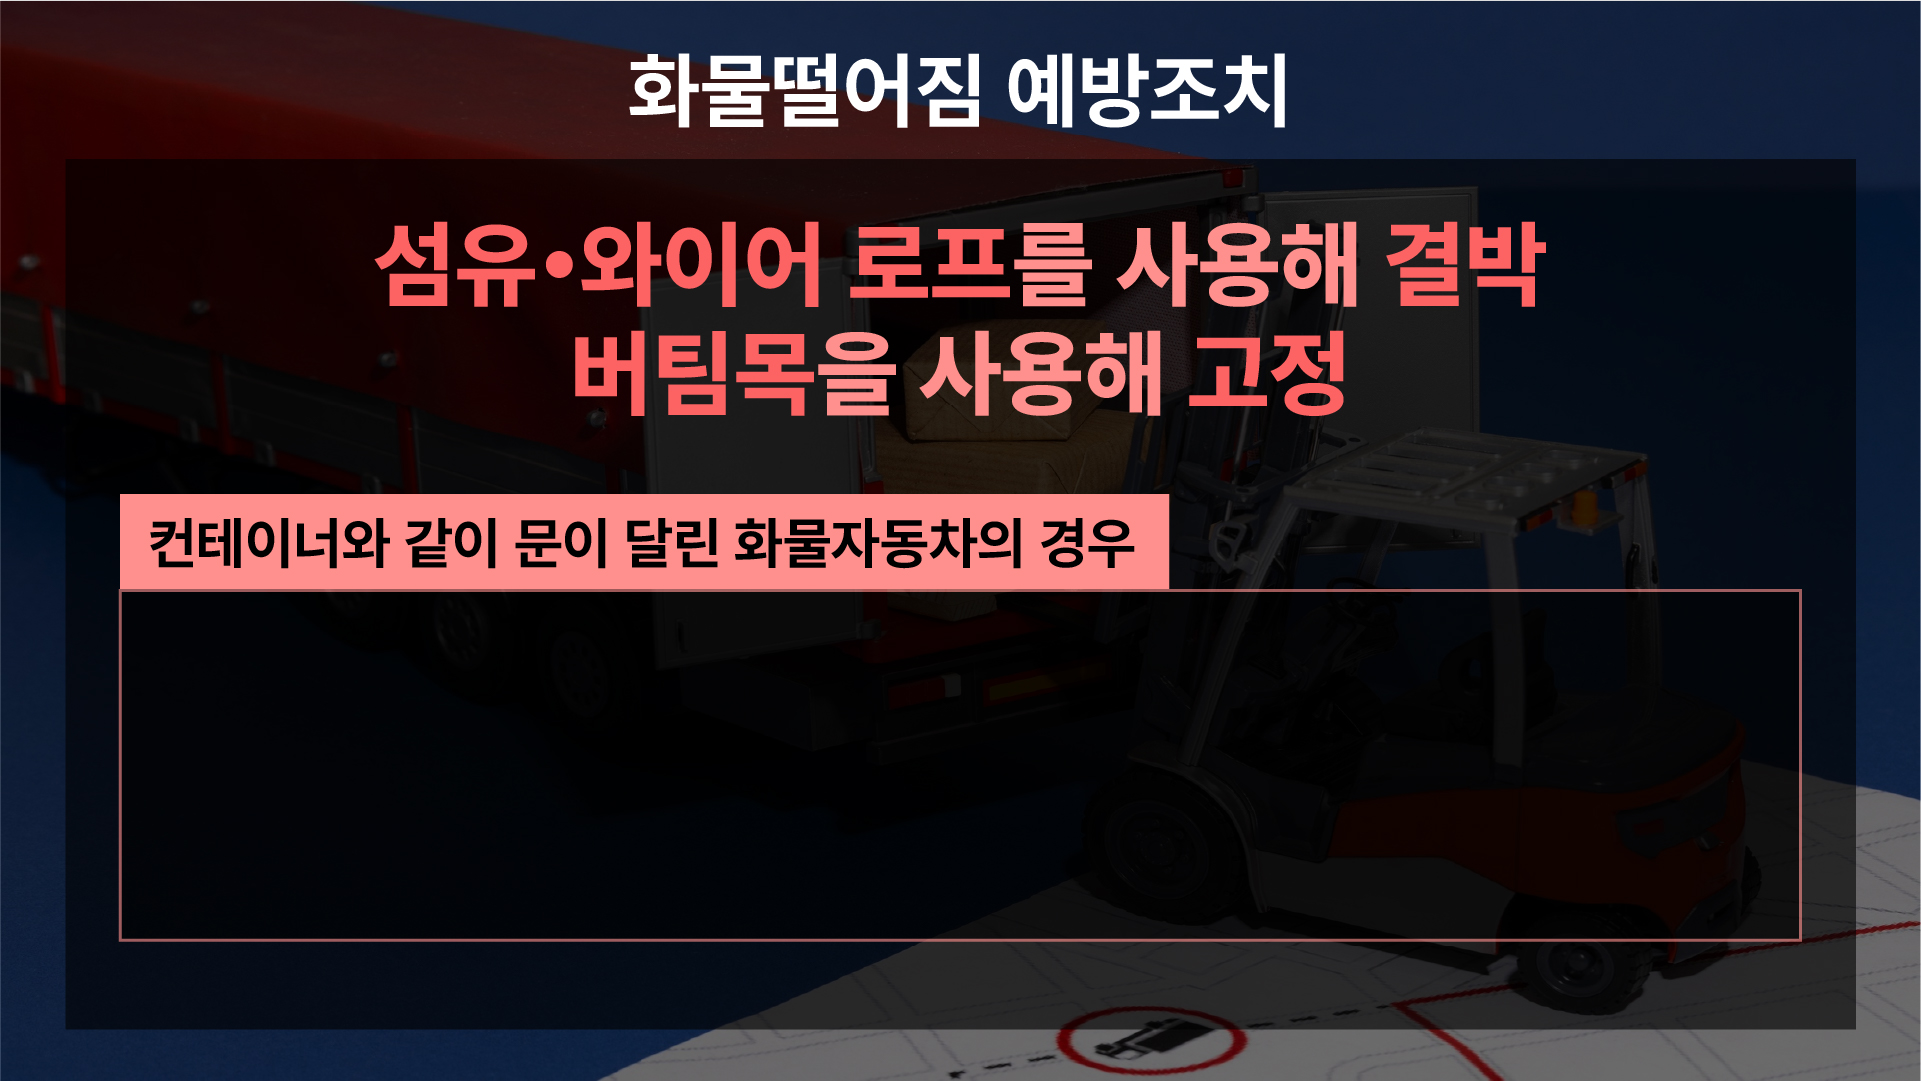 화물떨어짐 예방조치
섬유•와이어 로프를 사용해 결박
버팀목을 사용해 고정
컨테이너와 같이 문이 달린 화물자동차의 경우